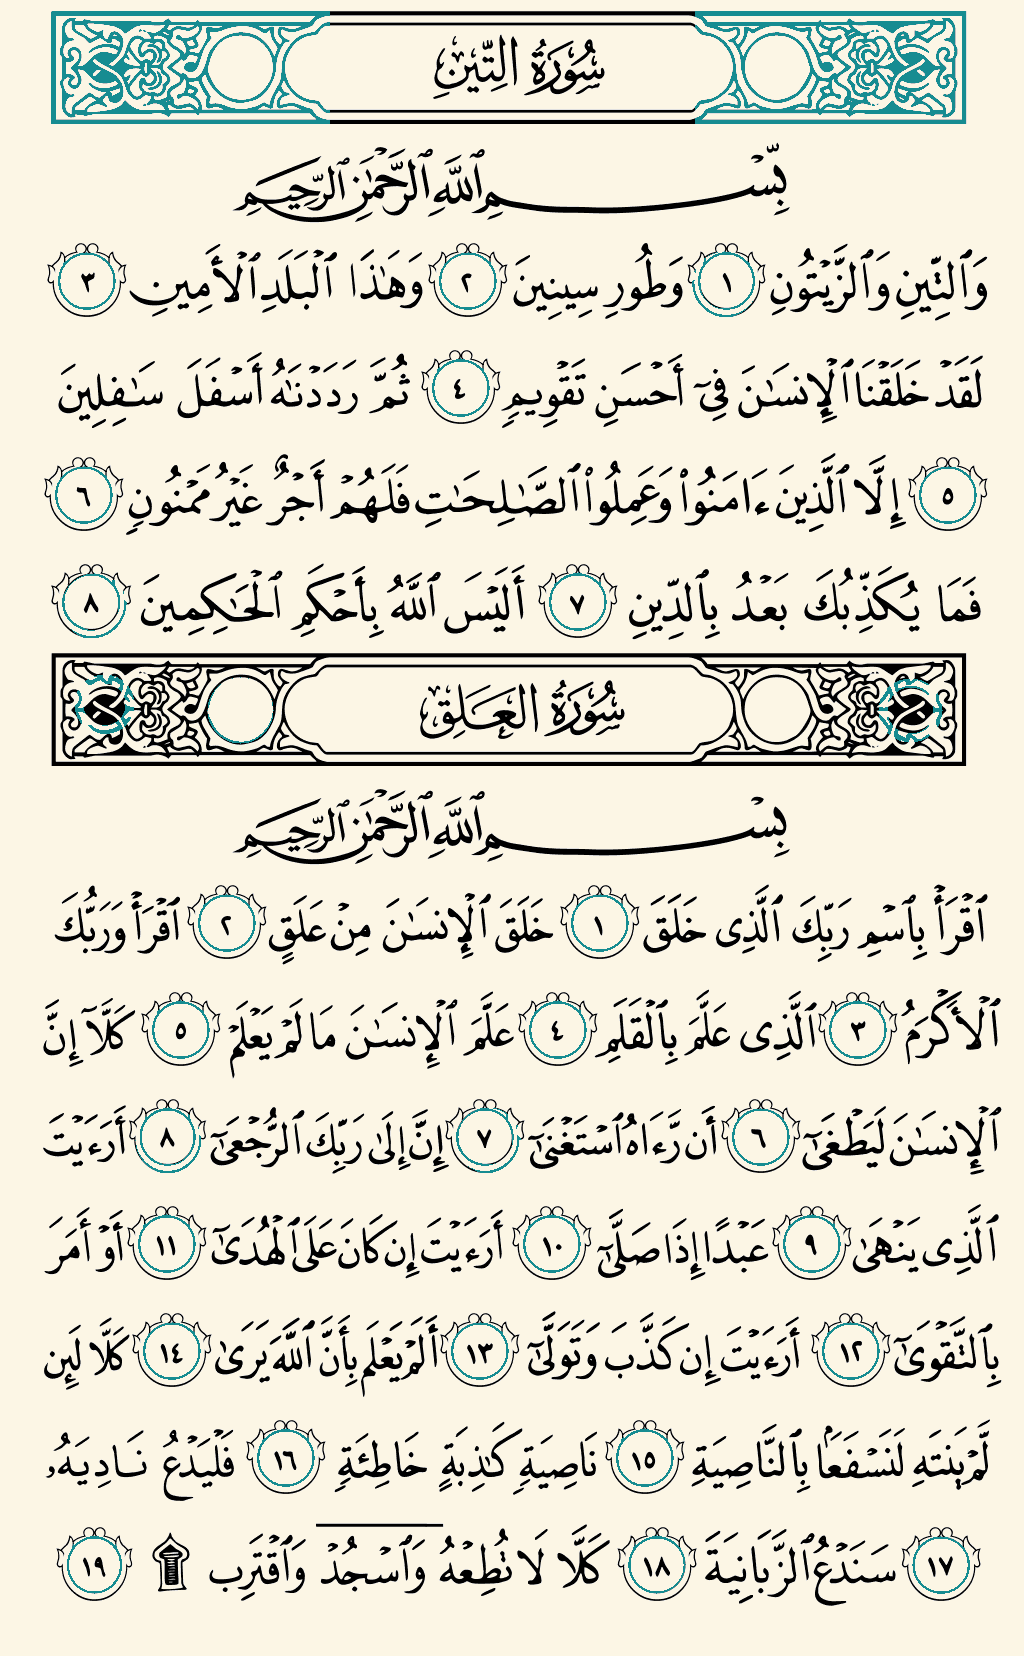 سُورَةُ التِّينِ
بِّسْمِ ٱللَّهِ ٱلرَّحْمَٰنِ ٱلرَّحِيمِ
وَٱلتِّينِ وَٱلزَّيْتُونِ ١ وَطُورِ سِينِينَ ٢ وَهَٰذَا ٱلْبَلَدِ ٱلْأَمِينِ ٣
لَقَدْ خَلَقْنَا ٱلْإِنسَٰنَ فِىٓ أَحْسَنِ تَقْوِيمٍ ٤ ثُمَّ رَدَدْنَٰهُ أَسْفَلَ سَٰفِلِينَ
٥ إِلَّا ٱلَّذِينَ ءَامَنُوا۟ وَعَمِلُوا۟ ٱلصَّٰلِحَٰتِ فَلَهُمْ أَجْرٌ غَيْرُ مَمْنُونٍ ٦
فَمَا يُكَذِّبُكَ بَعْدُ بِٱلدِّينِ ٧ أَلَيْسَ ٱللَّهُ بِأَحْكَمِ ٱلْحَٰكِمِينَ ٨
سُورَةُ العَلَقِ
بِسْمِ ٱللَّهِ ٱلرَّحْمَٰنِ ٱلرَّحِيمِ
ٱقْرَأْ بِٱسْمِ رَبِّكَ ٱلَّذِى خَلَقَ ١ خَلَقَ ٱلْإِنسَٰنَ مِنْ عَلَقٍ ٢ ٱقْرَأْ وَرَبُّكَ
ٱلْأَكْرَمُ ٣ ٱلَّذِى عَلَّمَ بِٱلْقَلَمِ ٤ عَلَّمَ ٱلْإِنسَٰنَ مَا لَمْ يَعْلَمْ ٥ كَلَّآ إِنَّ
ٱلْإِنسَٰنَ لَيَطْغَىٰٓ ٦ أَن رَّءَاهُ ٱسْتَغْنَىٰٓ ٧ إِنَّ إِلَىٰ رَبِّكَ ٱلرُّجْعَىٰٓ ٨ أَرَءَيْتَ
ٱلَّذِى يَنْهَىٰ ٩ عَبْدًا إِذَا صَلَّىٰٓ ١٠ أَرَءَيْتَ إِن كَانَ عَلَى ٱلْهُدَىٰٓ ١١ أَوْ أَمَرَ
بِٱلتَّقْوَىٰٓ ١٢ أَرَءَيْتَ إِن كَذَّبَ وَتَوَلَّىٰٓ ١٣ أَلَمْ يَعْلَم بِأَنَّ ٱللَّهَ يَرَىٰ ١٤ كَلَّا لَئِن
لَّمْ يَنتَهِ لَنَسْفَعًۢا بِٱلنَّاصِيَةِ ١٥ نَاصِيَةٍ كَٰذِبَةٍ خَاطِئَةٍ ١٦ فَلْيَدْعُ نَادِيَهُۥ
١٧ سَنَدْعُ ٱلزَّبَانِيَةَ ١٨ كَلَّا لَا تُطِعْهُ وَٱسْجُدْ وَٱقْتَرِب ۩ ١٩